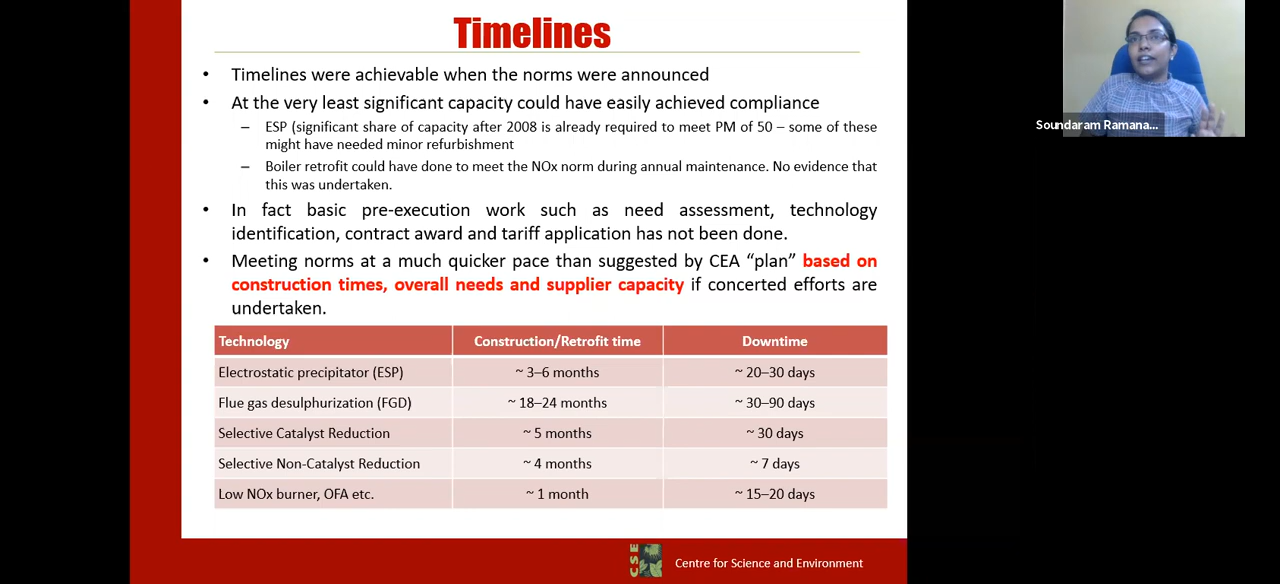 Timelines
• Timelines were achievable when the norms were announced
• At the very least significant capacity could have easily achieved compliance
– ESP (significant share of capacity after 2008 is already required to meet PM of 50 – some of these
might have needed minor refurbishment
– Boiler retrofit could have done to meet the NOx norm during annual maintenance. No evidence that
this was undertaken.
• In fact basic pre-execution work such as need assessment, technology
identification, contract award and tariff application has not been done.
• Meeting norms at a much quicker pace than suggested by CEA “plan” based on
construction times, overall needs and supplier capacity if concerted efforts are
undertaken.
Technology Construction/Retrofit time Downtime
Electrostatic precipitator (ESP) ~ 3–6 months ~ 20–30 days
Flue gas desulphurization (FGD) ~ 18–24 months ~ 30–90 days
Selective Catalyst Reduction ~ 5 months ~ 30 days
Selective Non-Catalyst Reduction ~ 4 months ~ 7 days
Low NOx burner, OFA etc. ~ 1 month ~ 15–20 days
CSE Centre for Science and Environment
Soundaram Ramana...